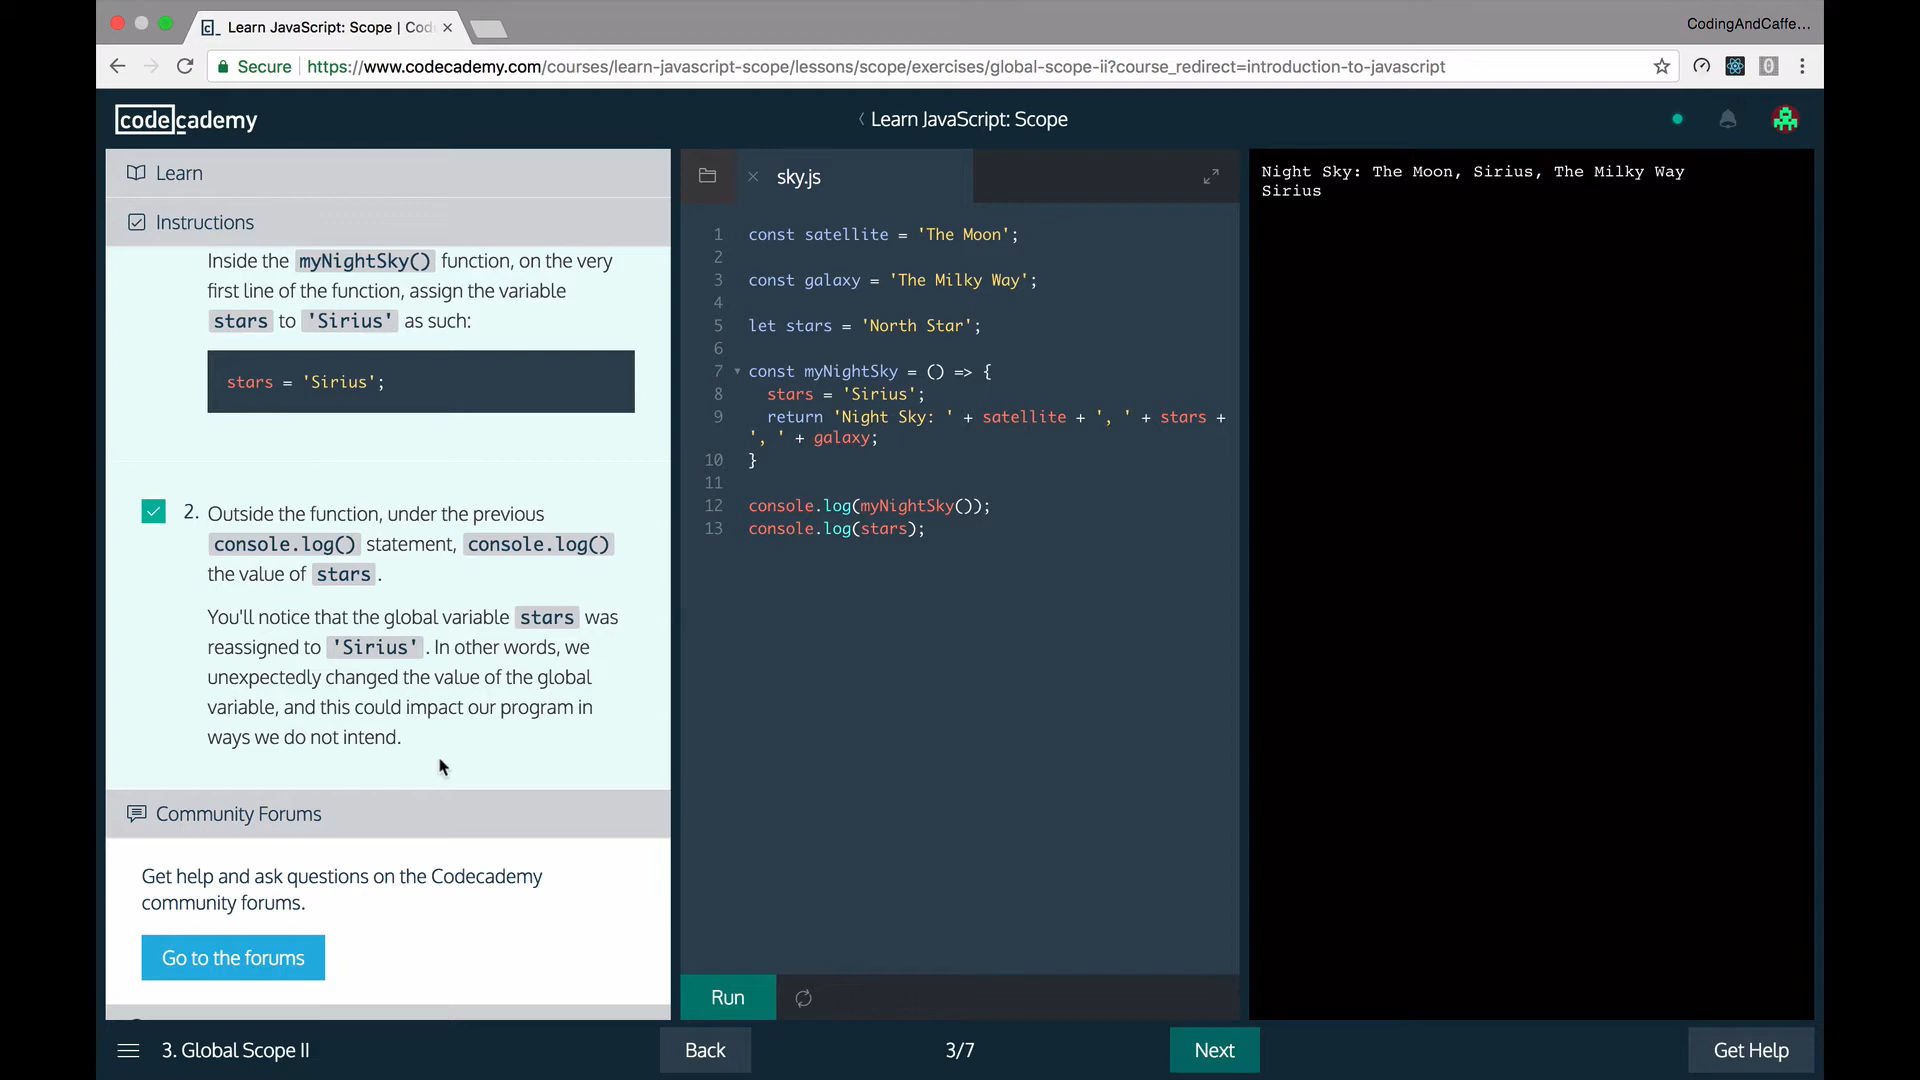 Learn JavaScript: Scope | Cod
CodingAndCaffe...
Secure https://www.codecademy.com/courses/learn-javascript-scope/lessons/scope/exercises/global-scope-ii?course_redirect=introduction-to-javascript
codecademy
Learn JavaScript: Scope
Learn
Instructions
Inside the myNightSky() function, on the very
first line of the function, assign the variable
stars to 'Sirius' as such:
stars = 'Sirius';
2. Outside the function, under the previous
console.log() statement, console.log()
the value of stars.
You'll notice that the global variable stars was
reassigned to 'Sirius'. In other words, we
unexpectedly changed the value of the global
variable, and this could impact our program in
ways we do not intend.
Community Forums
Get help and ask questions on the Codecademy
community forums.
Go to the forums
sky.js
1 const satellite = 'The Moon';
2
3 const galaxy = 'The Milky Way';
4
5 let stars = 'North Star';
6
7 const myNightSky = () => {
8 stars = 'Sirius';
9 return 'Night Sky: ' + satellite + ', ' + stars +
', ' + galaxy;
10 }
11
12 console.log(myNightSky());
13 console.log(stars);
Run
Night Sky: The Moon, Sirius, The Milky Way
Sirius
3. Global Scope II
Back
3/7
Next
Get Help